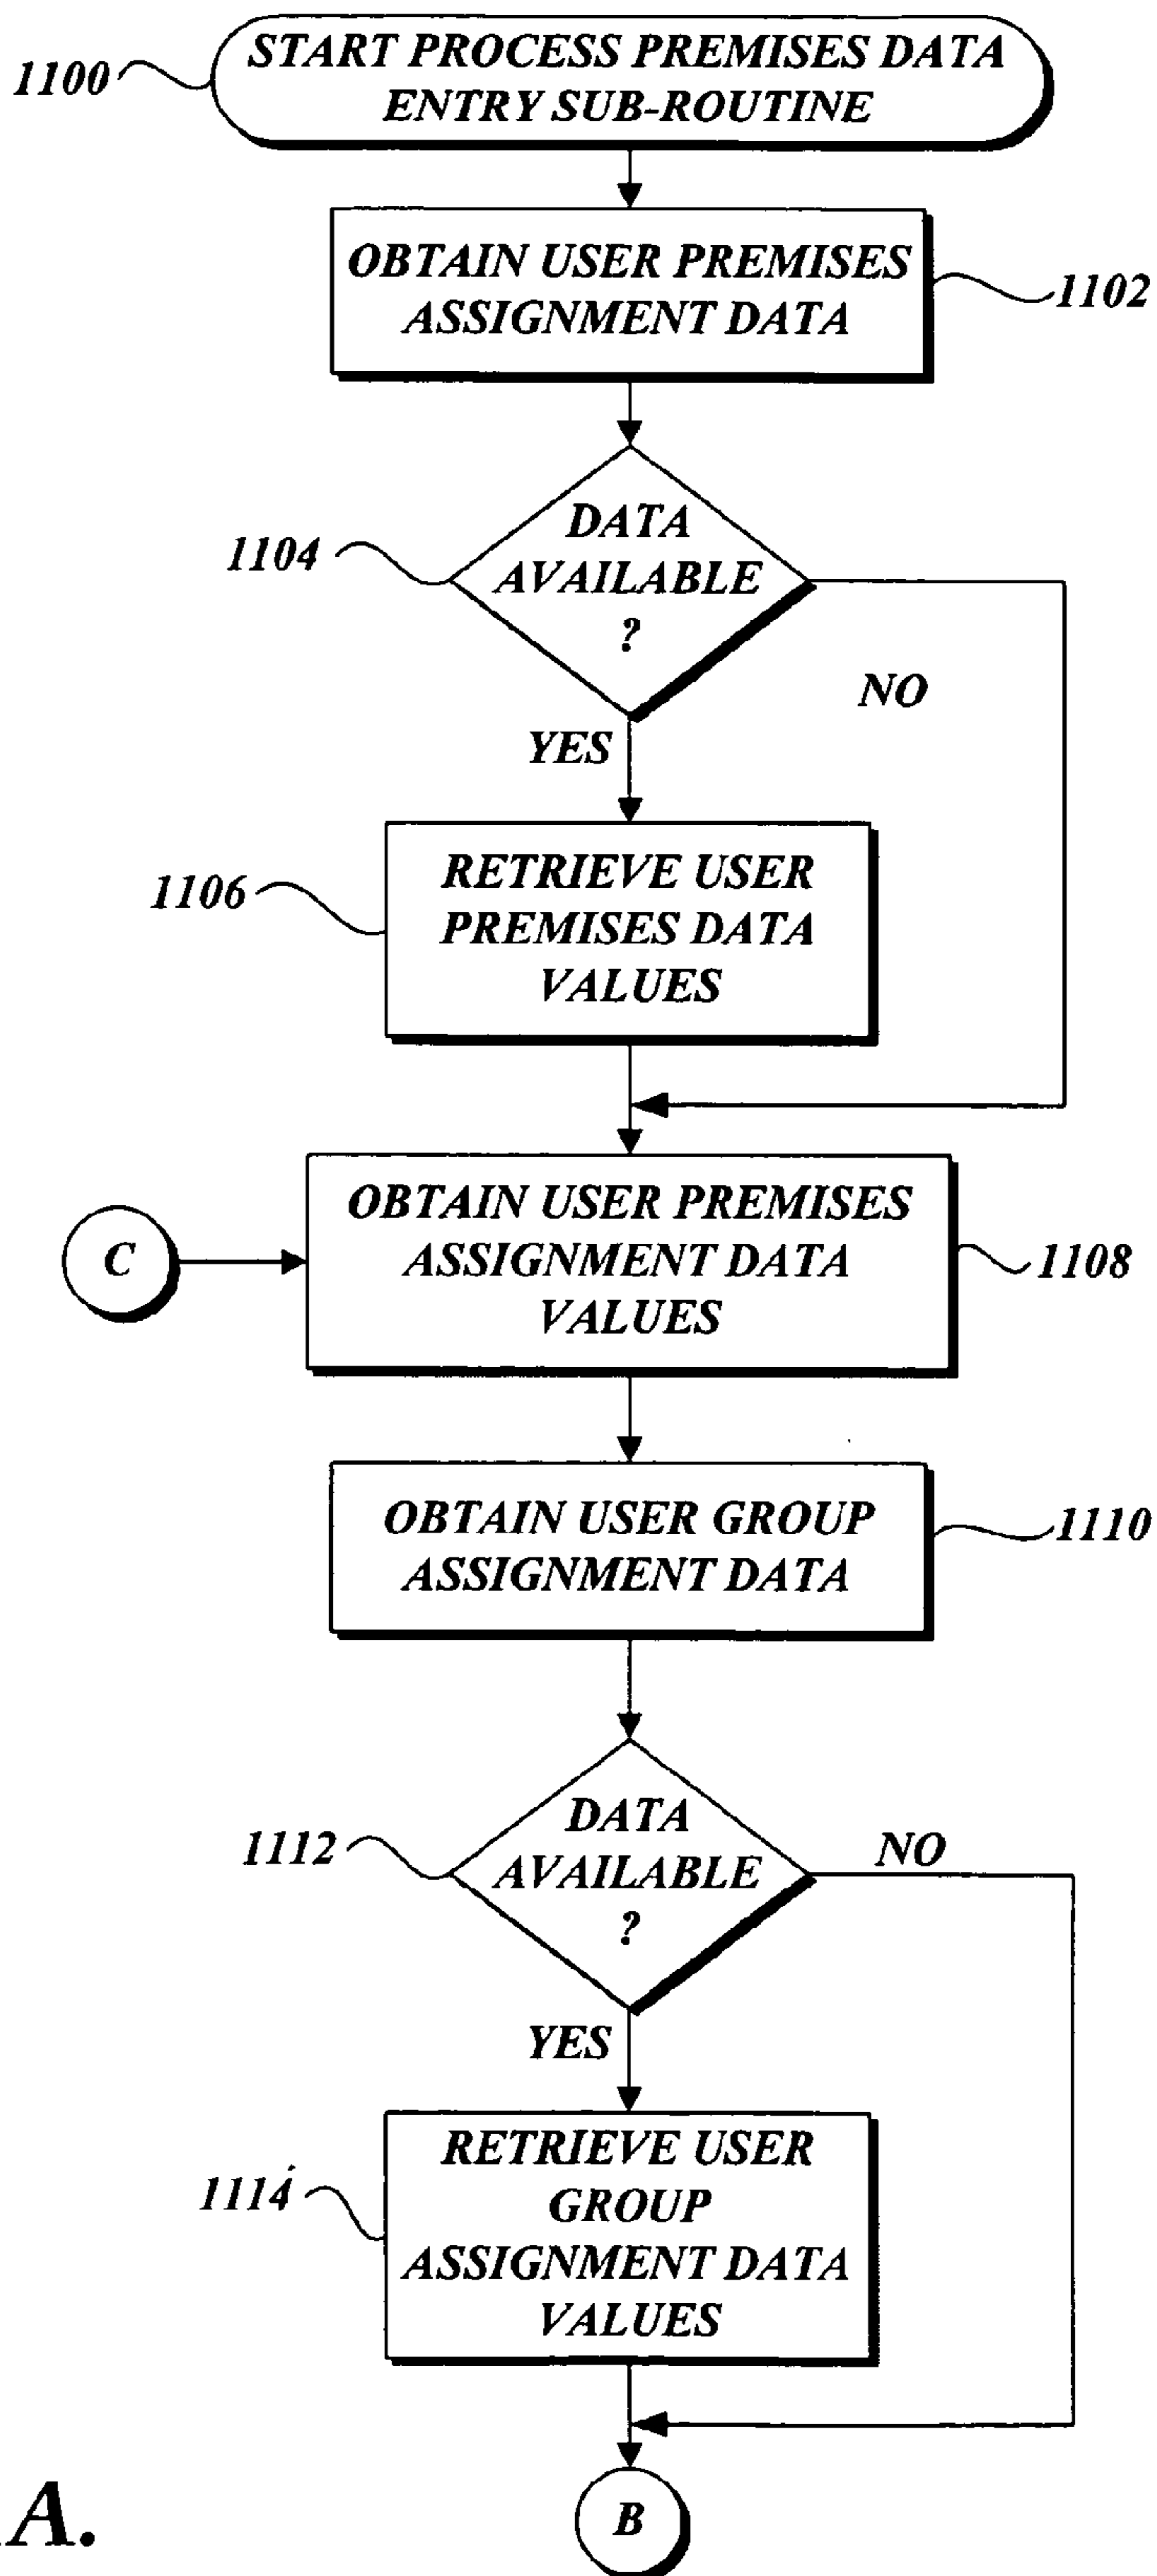 START PROCESS PREMISES DATA
ENTRY SUB-ROUTINE
1100
OBTAIN USER PREMISES
ASSIGNMENT DATA
1102
DATA
AVAILABLE
?
1104
NO
YES
RETRIEVE USER
PREMISES DATA
VALUES
1106
OBTAIN USER PREMISES
ASSIGNMENT DATA
VALUES
C
1108
OBTAIN USER GROUP
ASSIGNMENT DATA
1110
DATA
AVAILABLE
?
1112
NO
YES
RETRIEVE USER
GROUP
ASSIGNMENT DATA
VALUES
1114
B
A.